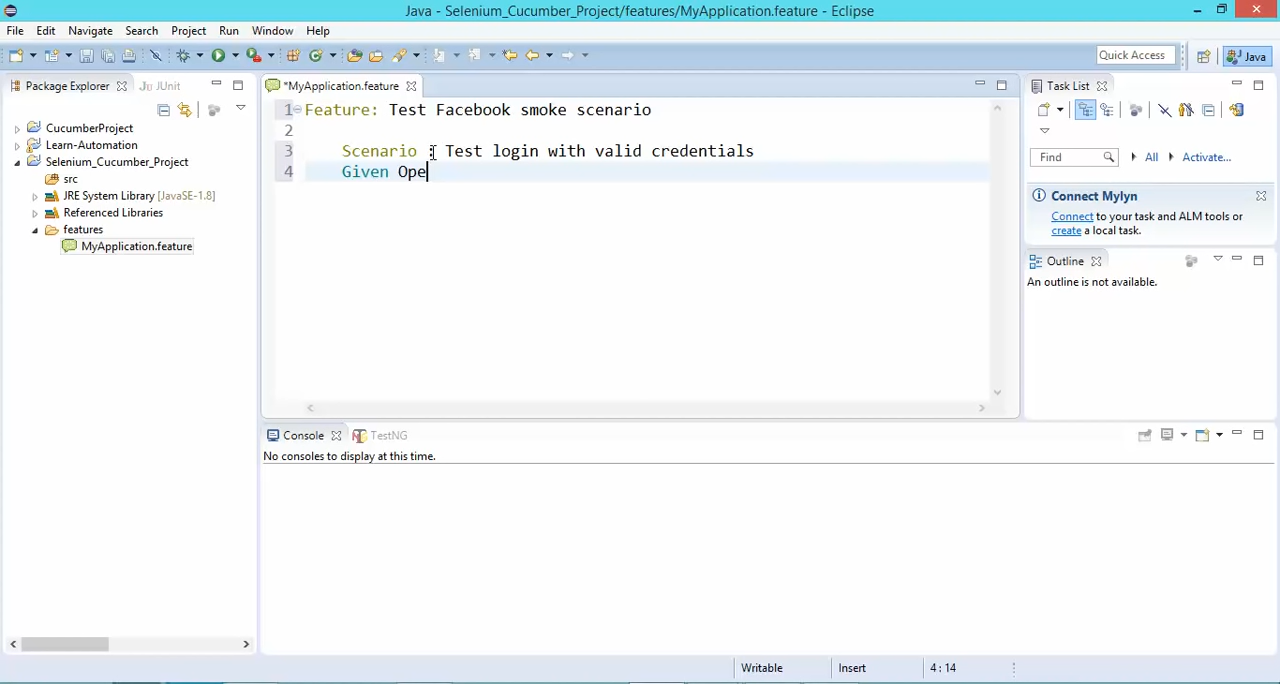 Java - Selenium_Cucumber_Project/features/MyApplication.feature - Eclipse
File Edit Navigate Search Project Run Window Help
Quick Access
Java
Package Explorer
JUnit
*MyApplication.feature
Task List
1 Feature: Test Facebook smoke scenario
2
3 Scenario : Test login with valid credentials
4 Given Ope
CucumberProject
Learn-Automation
Selenium_Cucumber_Project
src
JRE System Library [JavaSE-1.8]
Referenced Libraries
features
MyApplication.feature
Find All Activate...
Connect Mylyn
Connect to your task and ALM tools or
create a local task.
Outline
An outline is not available.
Console TestNG
No consoles to display at this time.
Writable Insert 4 : 14